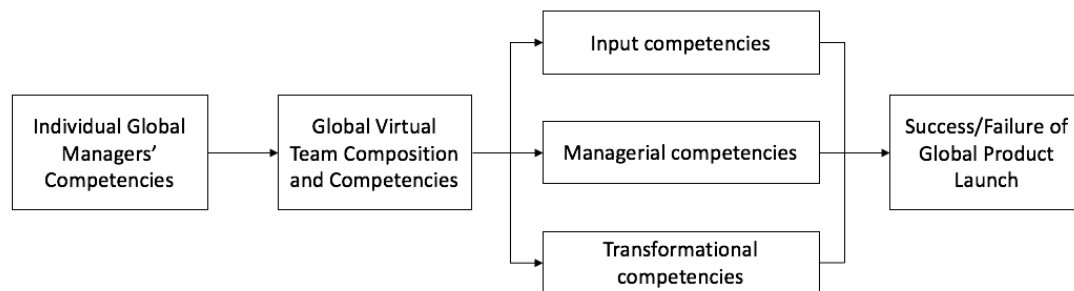 Individual Global
Managers’
Competencies
Global Virtual
Team Composition
and Competencies
Input competencies
Managerial competencies
Transformational
competencies
Success/Failure of
Global Product
Launch